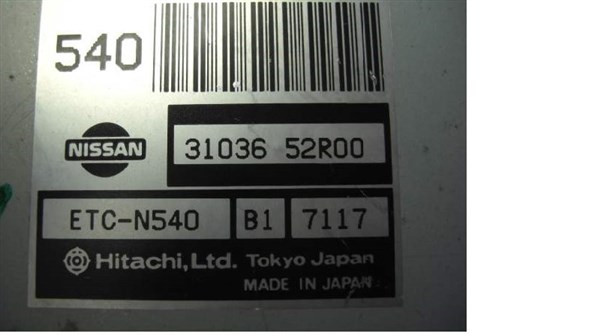 540
NISSAN
31036 52R00
ETC-N540 B1 7117
Hitachi, Ltd. Tokyo Japan
MADE IN JAPAN